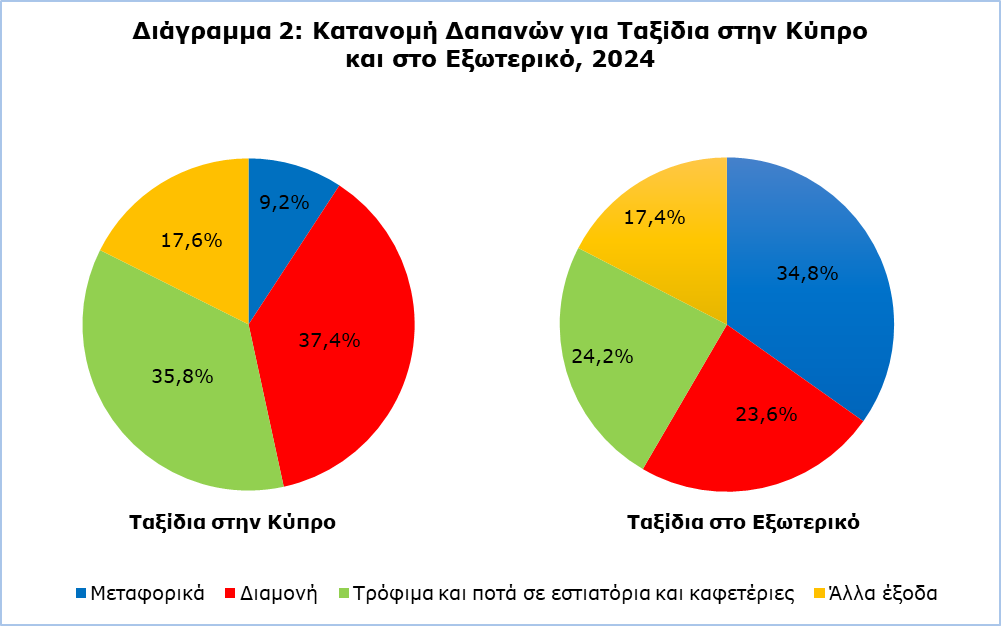 Διάγραμμα 2: Κατανομή Δαπανών για Ταξίδια στην Κύπρο
και στο Εξωτερικό, 2024
9,2%
37,4%
35,8%
17,6%
Ταξίδια στην Κύπρο
34,8%
23,6%
24,2%
17,4%
Ταξίδια στο Εξωτερικό
Μεταφορικά
Διαμονή
Τρόφιμα και ποτά σε εστιατόρια και καφετέριες
Άλλα έξοδα